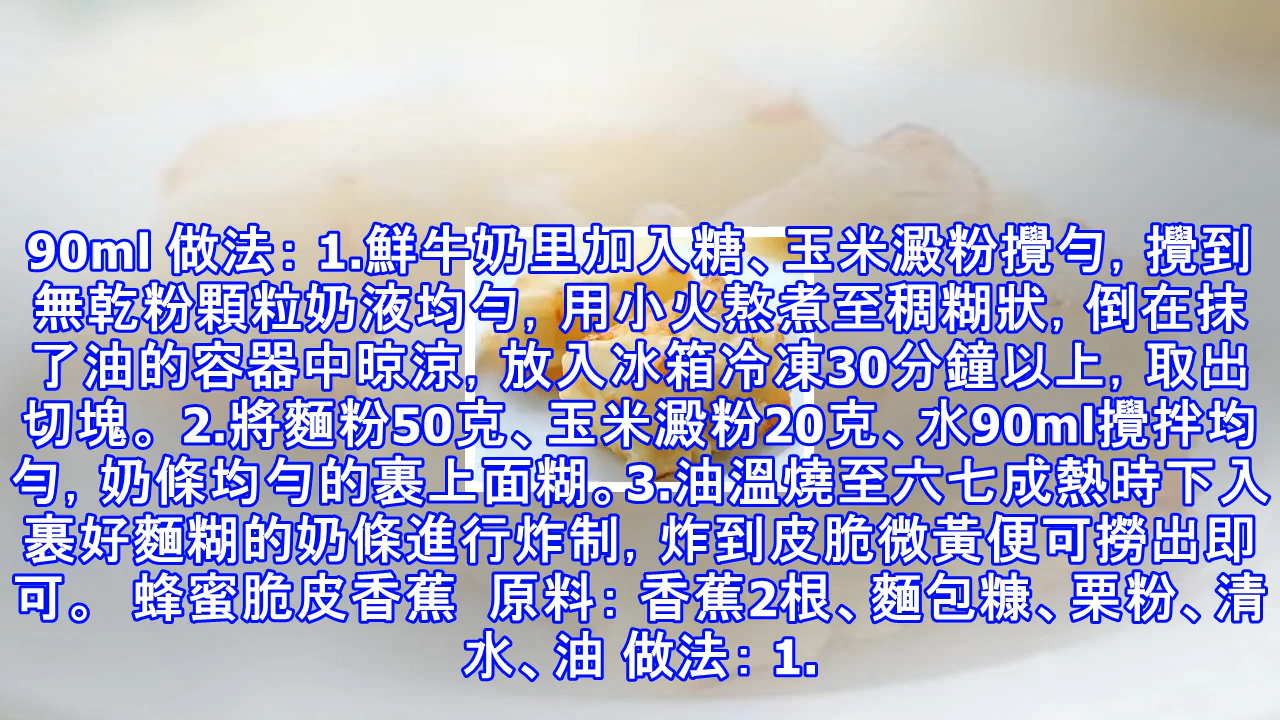 90ml 做法：1.鮮牛奶里加入糖、玉米澱粉攪勻，攪到
無乾粉顆粒奶液均勻，用小火熬煮至稠糊狀，倒在抹
了油的容器中晾涼，放入冰箱冷凍30分鐘以上，取出
切塊。2.將麵粉50克、玉米澱粉20克、水90ml攪拌均
勻，奶條均勻的裹上面糊。3.油溫燒至六七成熱時下入
裹好麵糊的奶條進行炸制，炸到皮脆微黃便可撈出即
可。 蜂蜜脆皮香蕉  原料：香蕉2根、麵包糠、栗粉、清
水、油 做法：1.